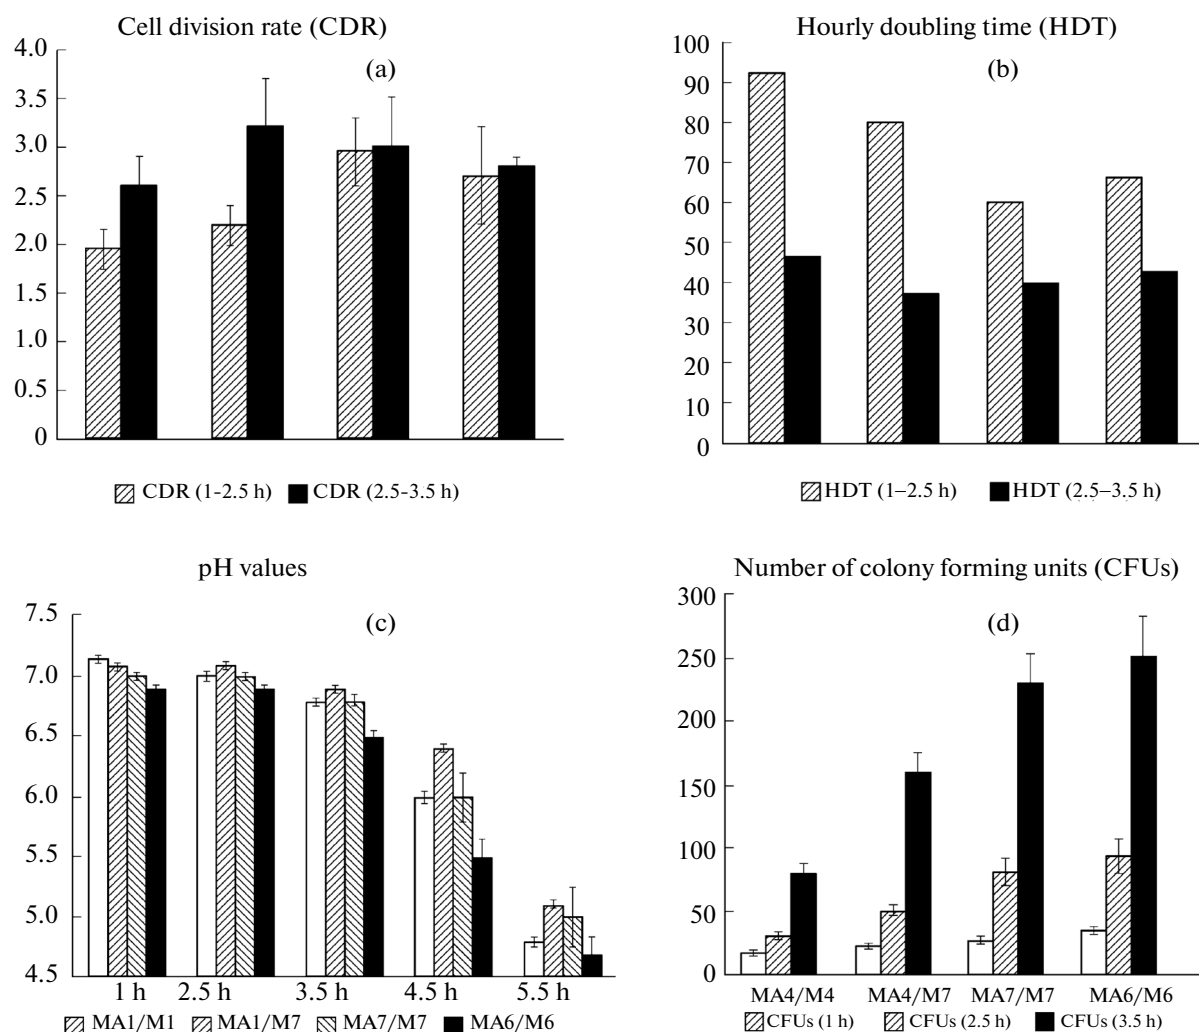 Cell division rate (CDR)
(a)
4.0
3.5
3.0
2.5
2.0
1.5
1.0
0.5
0
CDR (1-2.5 h) CDR (2.5-3.5 h)
Hourly doubling time (HDT)
(b)
100
90
80
70
60
50
40
30
20
10
0
HDT (1–2.5 h) HDT (2.5–3.5 h)
pH values
(c)
7.5
7.0
6.5
6.0
5.5
5.0
4.5
1 h 2.5 h 3.5 h 4.5 h 5.5 h
MA1/M1 MA1/M7 MA7/M7 MA6/M6
Number of colony forming units (CFUs)
(d)
300
250
200
150
100
50
0
MA4/M4 MA4/M7 MA7/M7 MA6/M6
CFUs (1 h) CFUs (2.5 h) CFUs (3.5 h)